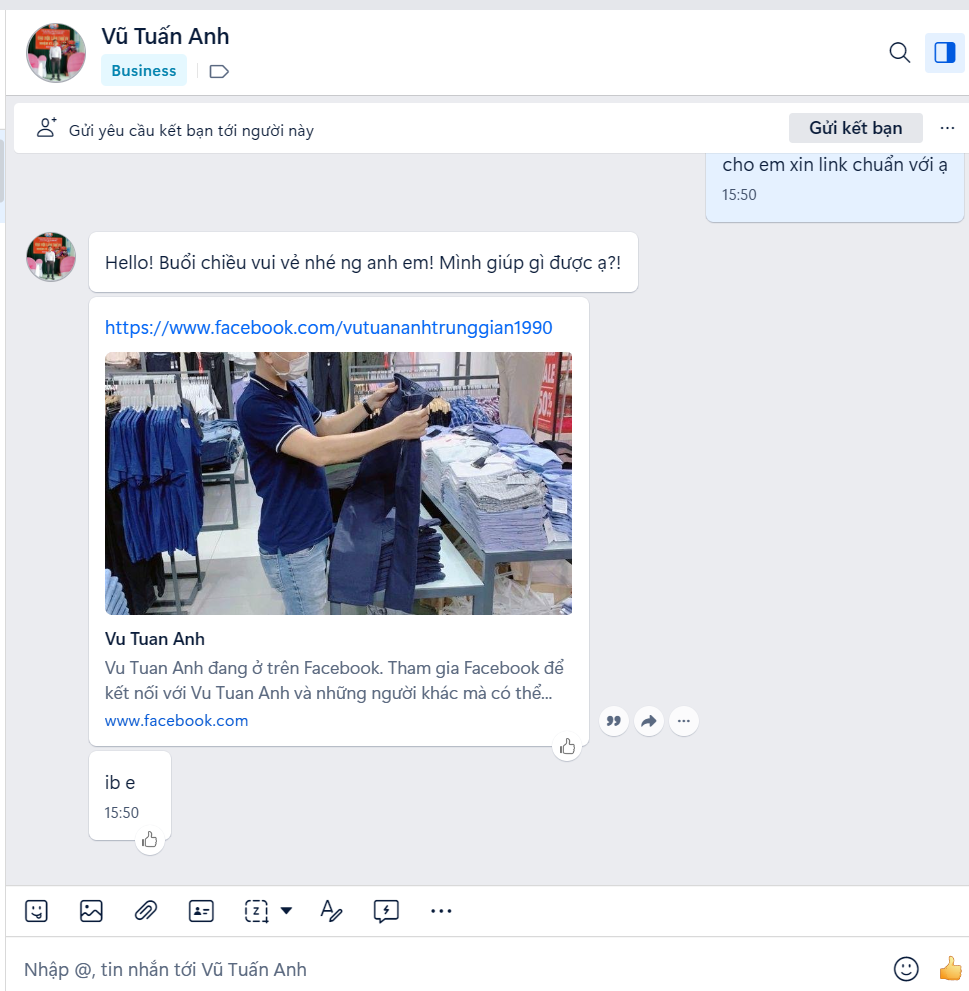 Vũ Tuấn Anh
Business
Gửi yêu cầu kết bạn tới người này
Gửi kết bạn
cho em xin link chuẩn với ạ
15:50
Hello! Buổi chiều vui vẻ nhé ng anh em! Mình giúp gì được ạ?!
https://www.facebook.com/vutuananhtrunggian1990
Vu Tuan Anh
Vu Tuan Anh đang ở trên Facebook. Tham gia Facebook để
kết nối với Vu Tuan Anh và những người khác mà có thể...
www.facebook.com
ib e
15:50
Nhập @, tin nhắn tới Vũ Tuấn Anh